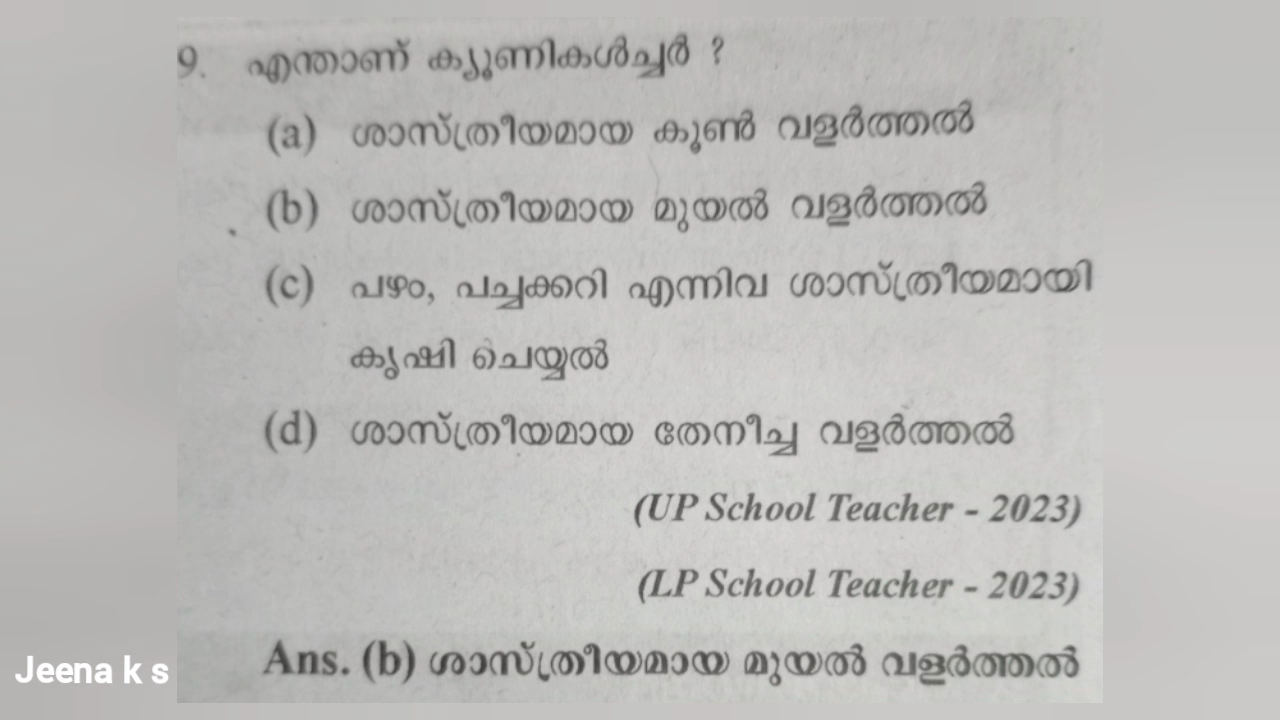 9. എന്താണ് ക്യൂണികൾച്ചർ ?
(a) ശാസ്ത്രീയമായ കൂൺ വളർത്തൽ
(b) ശാസ്ത്രീയമായ മുയൽ വളർത്തൽ
(c) പഴം, പച്ചക്കറി എന്നിവ ശാസ്ത്രീയമായി
കൃഷി ചെയ്യൽ
(d) ശാസ്ത്രീയമായ തേനീച്ച വളർത്തൽ
(UP School Teacher - 2023)
(LP School Teacher - 2023)
Ans. (b) ശാസ്ത്രീയമായ മുയൽ വളർത്തൽ
Jeena k s